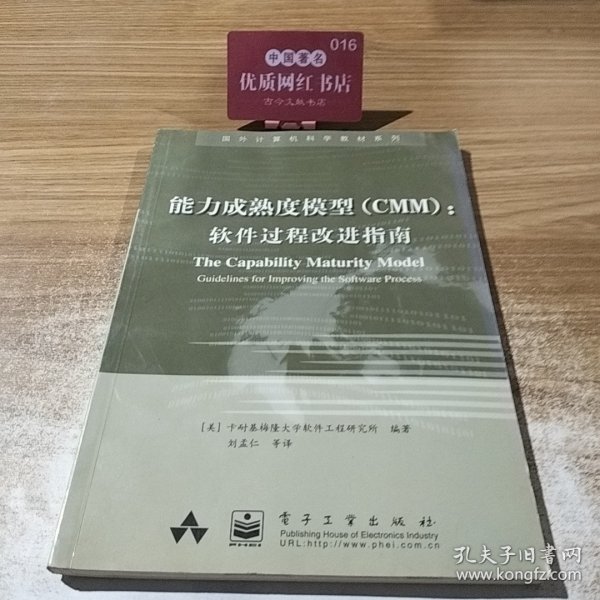 016
中国著名
优质网红书店
古今文献书店
国外计算机科学教材系列
能力成熟度模型(CMM):
软件过程改进指南
The Capability Maturity Model
Guidelines for Improving the Software Process
[美] 卡耐基梅隆大学软件工程研究所 编著
刘孟仁 等译
PHEI
電子工業出版社
Publishing House of Electronics Industry
URL:http://www.phei.com.cn
孔夫子旧書网
www.kongfz.com